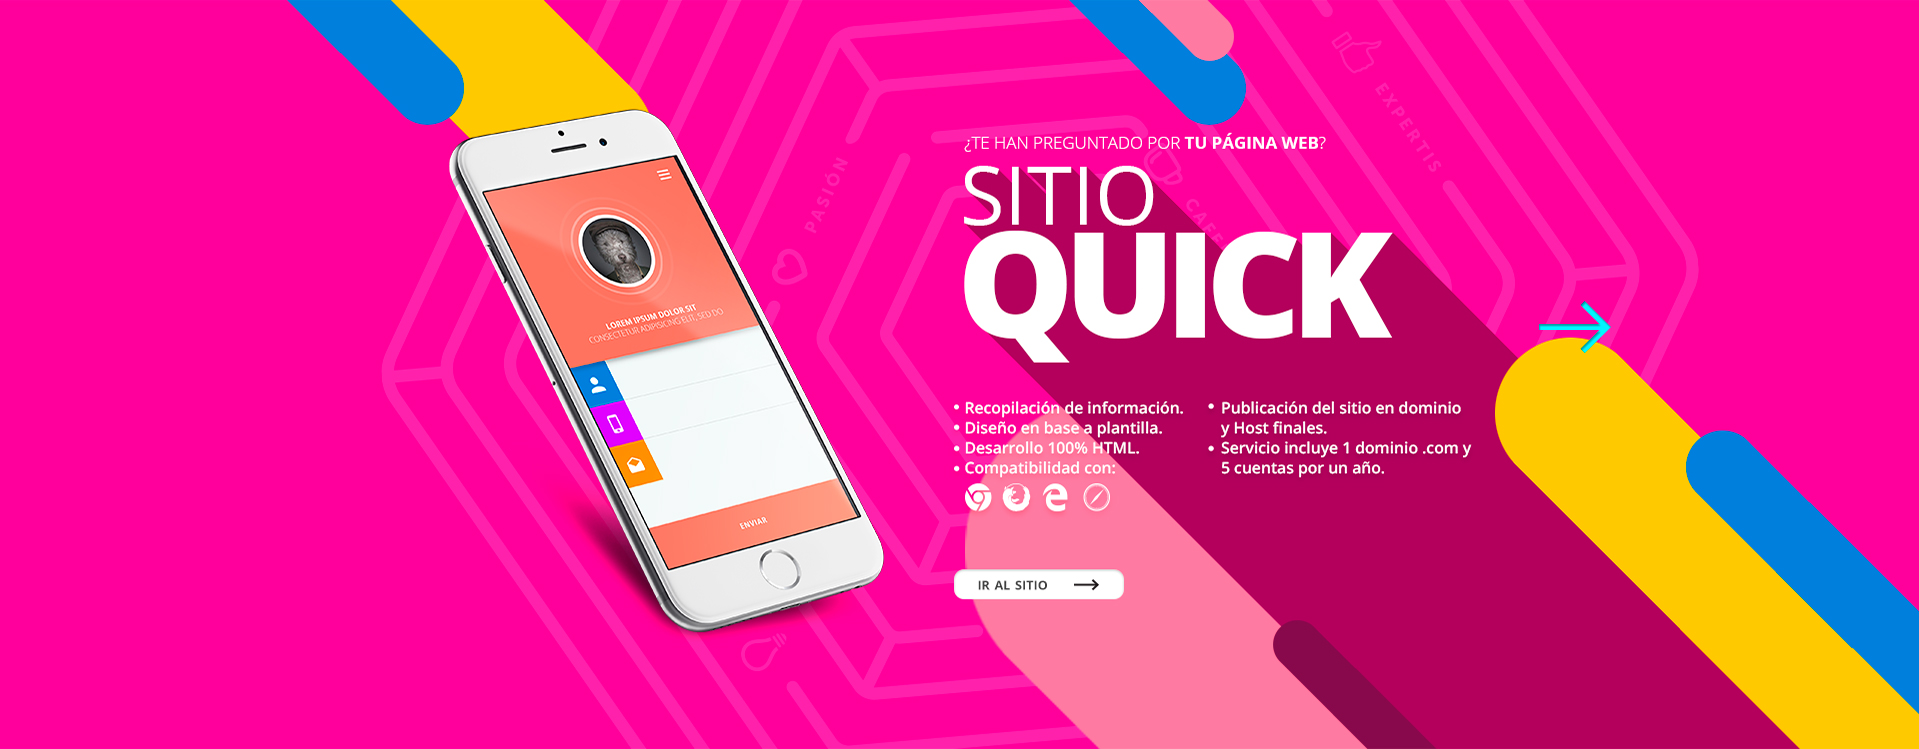 EXPERTIS
PASIÓN
CAFE
¿TE HAN PREGUNTADO POR TU PÁGINA WEB?
SITIO
QUICK
LOREM IPSUM DOLOR SIT
CONSECTETUR ADIPISICING ELIT, SED DO
ENVIAR
• Recopilación de información.
• Diseño en base a plantilla.
• Desarrollo 100% HTML.
• Compatibilidad con:
• Publicación del sitio en dominio
y Host finales.
• Servicio incluye 1 dominio .com y
5 cuentas por un año.
IR AL SITIO